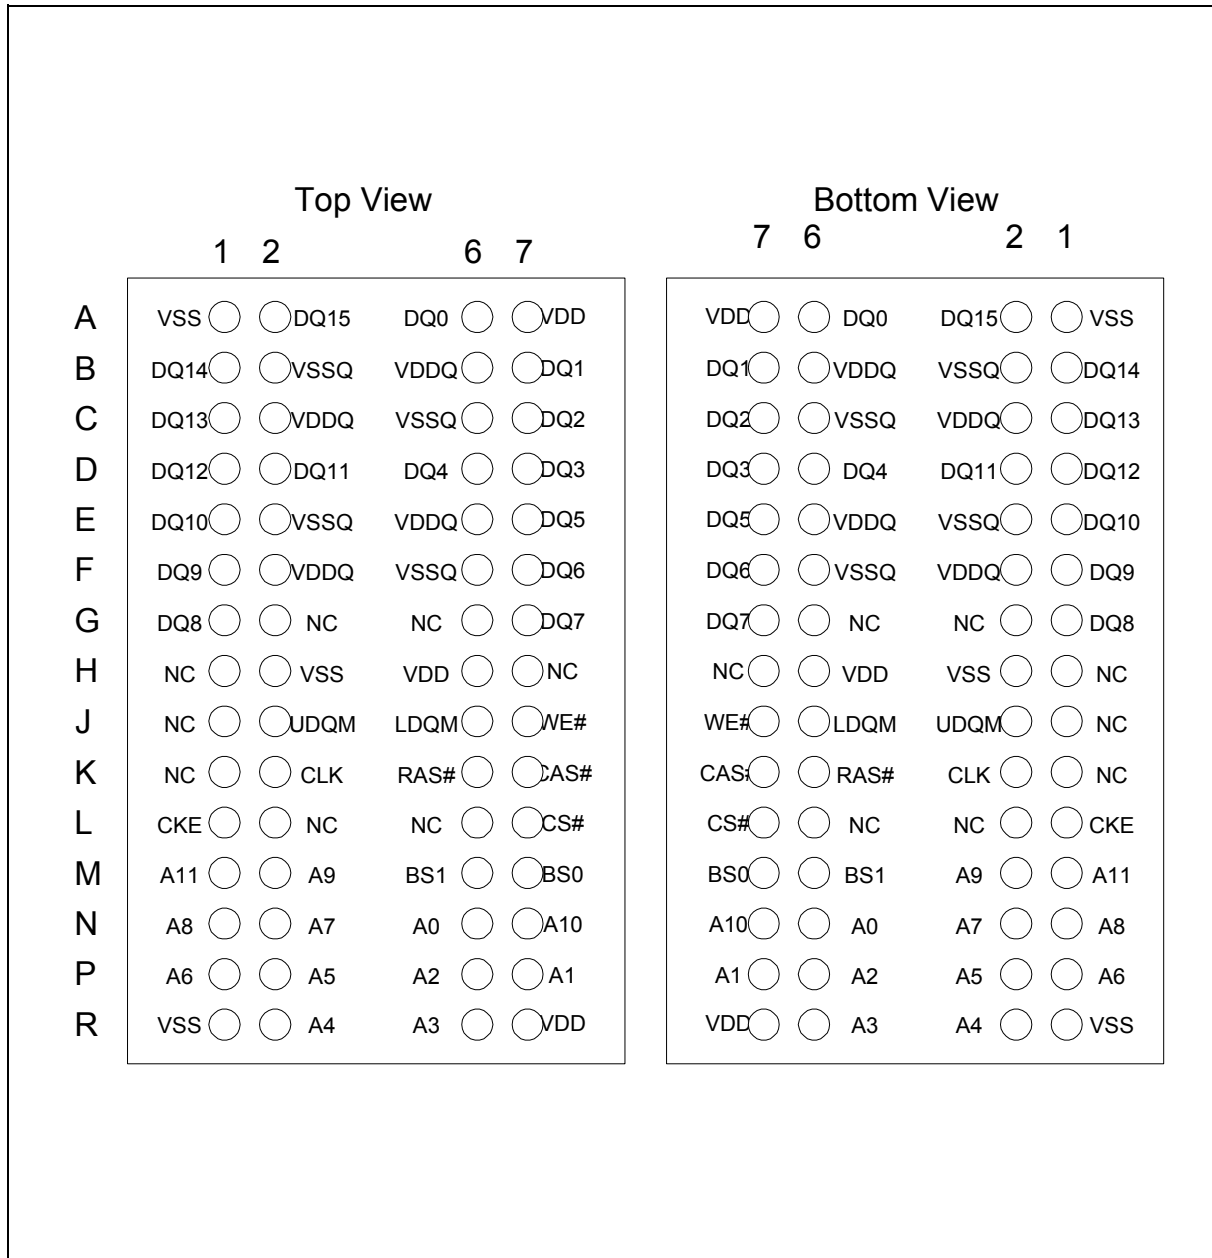 Top View Bottom View
1 2 6 7 7 6 2 1
A VSS DQ15 DQ0 VDD VDD DQ0 DQ15 VSS
B DQ14 VSSQ VDDQ DQ1 DQ1 VDDQ VSSQ DQ14
C DQ13 VDDQ VSSQ DQ2 DQ2 VSSQ VDDQ DQ13
D DQ12 DQ11 DQ4 DQ3 DQ3 DQ4 DQ11 DQ12
E DQ10 VSSQ VDDQ DQ5 DQ5 VDDQ VSSQ DQ10
F DQ9 VDDQ VSSQ DQ6 DQ6 VSSQ VDDQ DQ9
G DQ8 NC NC DQ7 DQ7 NC NC DQ8
H NC VSS VDD NC NC VDD VSS NC
J NC UDQM LDQM WE# WE# LDQM UDQM NC
K NC CLK RAS# CAS# CAS# RAS# CLK NC
L CKE NC NC CS# CS# NC NC CKE
M A11 A9 BS1 BS0 BS0 BS1 A9 A11
N A8 A7 A0 A10 A10 A0 A7 A8
P A6 A5 A2 A1 A1 A2 A5 A6
R VSS A4 A3 VDD VDD A3 A4 VSS